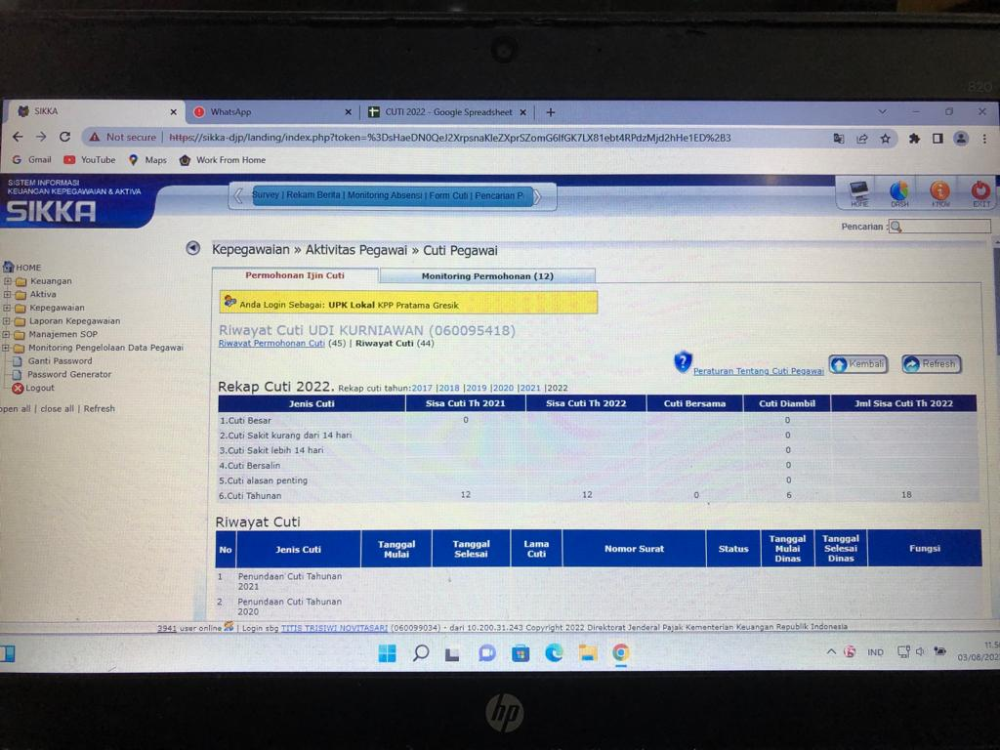 820
SIKKA
WhatsApp
CUTI 2022 - Google Spreadsheet
Not secure
https://sikka-djp/landing/index.php?token=%3DsHaeDN0QeJ2XrpsnaKleZXprSZomG6IfGK7LX81ebt4RPdzMjd2hHe1ED%2B3
Gmail
YouTube
Maps
Work From Home
SISTEM INFORMASI
KEUANGAN KEPEGAWAIAN & AKTIVA
SIKKA
Survey | Rekam Berita | Monitoring Absensi | Form Cuti | Pencarian P
HOME
DASH
KNOW
EXIT
Pencarian :
HOME
Keuangan
Aktiva
Kepegawaian
Laporan Kepegawaian
Manajemen SOP
Monitoring Pengelolaan Data Pegawai
Ganti Password
Password Generator
Logout
open all | close all | Refresh
Kepegawaian » Aktivitas Pegawai » Cuti Pegawai
Permohonan Ijin Cuti
Monitoring Permohonan (12)
Anda Login Sebagai: UPK Lokal KPP Pratama Gresik
Riwayat Cuti UDI KURNIAWAN (060095418)
Riwayat Permohonan Cuti (45) | Riwayat Cuti (44)
Peraturan Tentang Cuti Pegawai
Kembali
Refresh
Rekap Cuti 2022. Rekap cuti tahun:2017 |2018 |2019 |2020 |2021 |2022
Jenis Cuti Sisa Cuti Th 2021 Sisa Cuti Th 2022 Cuti Bersama Cuti Diambil Jml Sisa Cuti Th 2022
1.Cuti Besar 0 0
2.Cuti Sakit kurang dari 14 hari 0
3.Cuti Sakit lebih 14 hari 0
4.Cuti Bersalin 0
5.Cuti alasan penting 0
6.Cuti Tahunan 12 12 0 6 18
Riwayat Cuti
No Jenis Cuti Tanggal Mulai Tanggal Selesai Lama Cuti Nomor Surat Status Tanggal Mulai Dinas Tanggal Selesai Dinas Fungsi
1 Penundaan Cuti Tahunan
2021
2 Penundaan Cuti Tahunan
2020
3941 user online | Login sbg TITIS TRISIWI NOVITASARI (060099034) - dari 10.200.31.243 Copyright 2022 Direktorat Jenderal Pajak Kementerian Keuangan Republik Indonesia
IND
hp